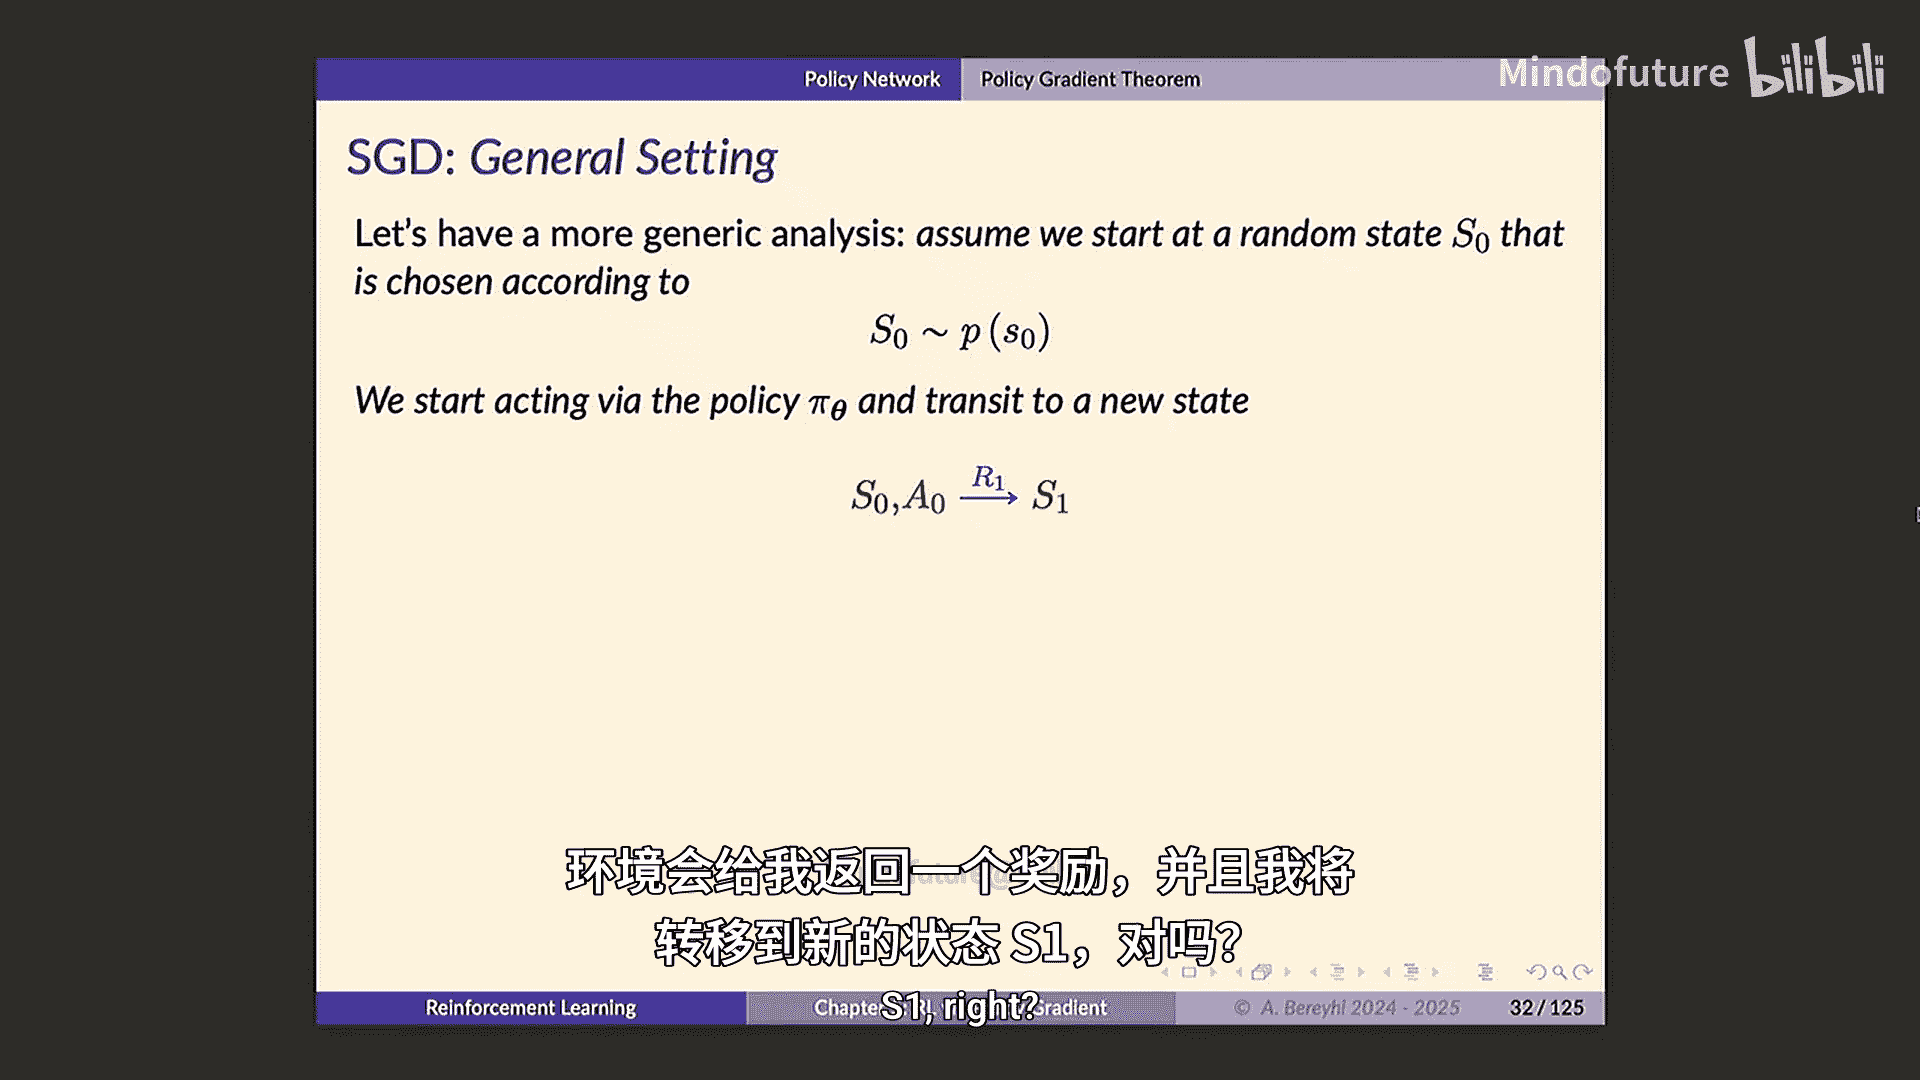 Policy Network Policy Gradient Theorem
Mindofuture bilibili
SGD: General Setting
Let's have a more generic analysis: assume we start at a random state S₀ that
is chosen according to
S₀ ∼ p (s₀)
We start acting via the policy π_θ and transit to a new state
S₀,A₀ —R₁→ S₁
环境会给我返回一个奖励，并且我将
转移到新的状态 S1，对吗？
S1, right?
Reinforcement Learning Chapter Gradient © A. Bereyhi 2024 - 2025 32 / 125